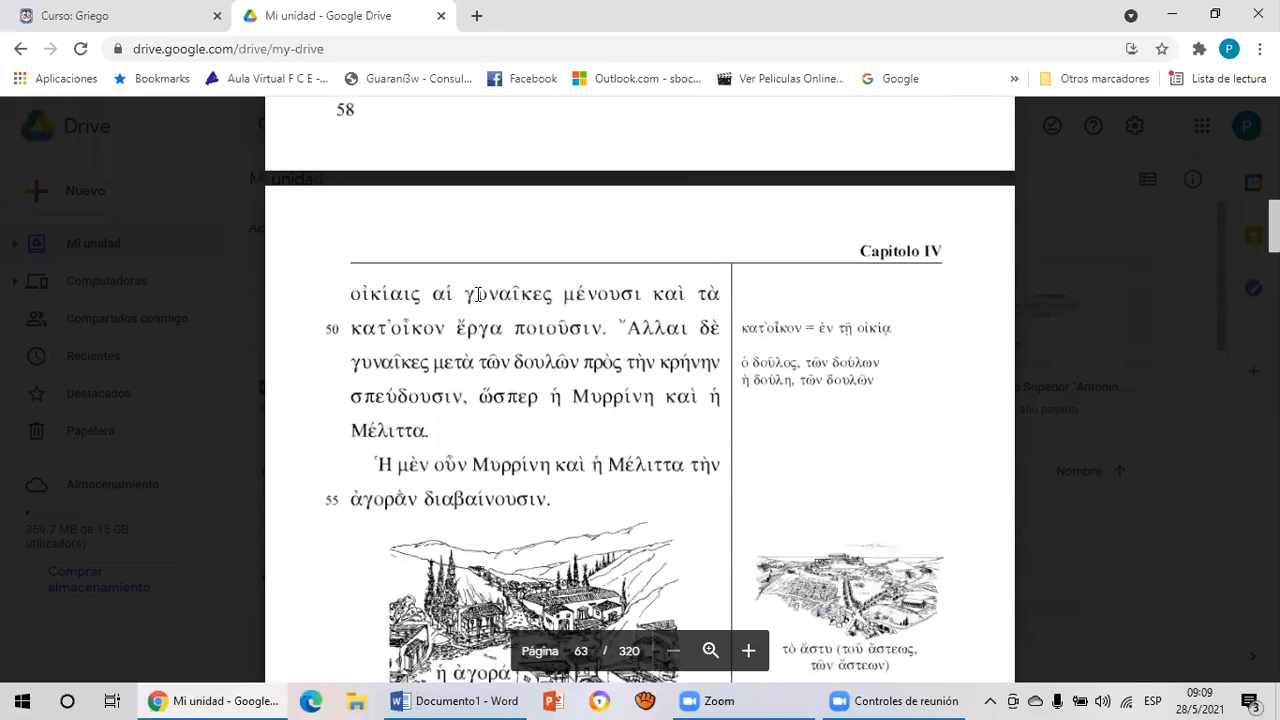 Curso: Griego
Mi unidad - Google Drive
drive.google.com/drive/my-drive
P
Aplicaciones
Bookmarks
Aula Virtual F C E -...
Guaraní3w - Consul...
Facebook
Outlook.com - sboc...
Ver Peliculas Online...
Google
»
Otros marcadores
Lista de lectura
58
Drive
P
Nuevo
Mi unidad
Computadoras
Compartidos conmigo
Recientes
Destacados
Papelera
Almacenamiento
359.7 MB de 15 GB
utilizado(s)
Comprar
almacenamiento
Capitolo IV
οἰκίαις αἱ γυναῖκες μένουσι καὶ τὰ
50 κατ᾿οἶκον ἔργα ποιοῦσιν. Ἄλλαι δὲ
γυναῖκες μετὰ τῶν δουλῶν πρὸς τὴν κρήνην
σπεύδουσιν, ὥσπερ ἡ Μυρρίνη καὶ ἡ
Μέλιττα.
Ἡ μὲν οὖν Μυρρίνη καὶ ἡ Μέλιττα τὴν
55 ἀγορὰν διαβαίνουσιν.
κατ᾿οἶκον = ἐν τῇ οἰκίᾳ
ὁ δοῦλος, τῶν δούλων
ἡ δούλη, τῶν δουλῶν
τὸ ἄστυ (τοῦ ἄστεως,
τῶν ἄστεων)
ἡ ἀγορά
Superior "Antonio...
año pasado
Nombre
Página 63 / 320
Mi unidad - Google...
Documento1 - Word
Zoom
Controles de reunión
ESP
09:09
28/5/2021
3